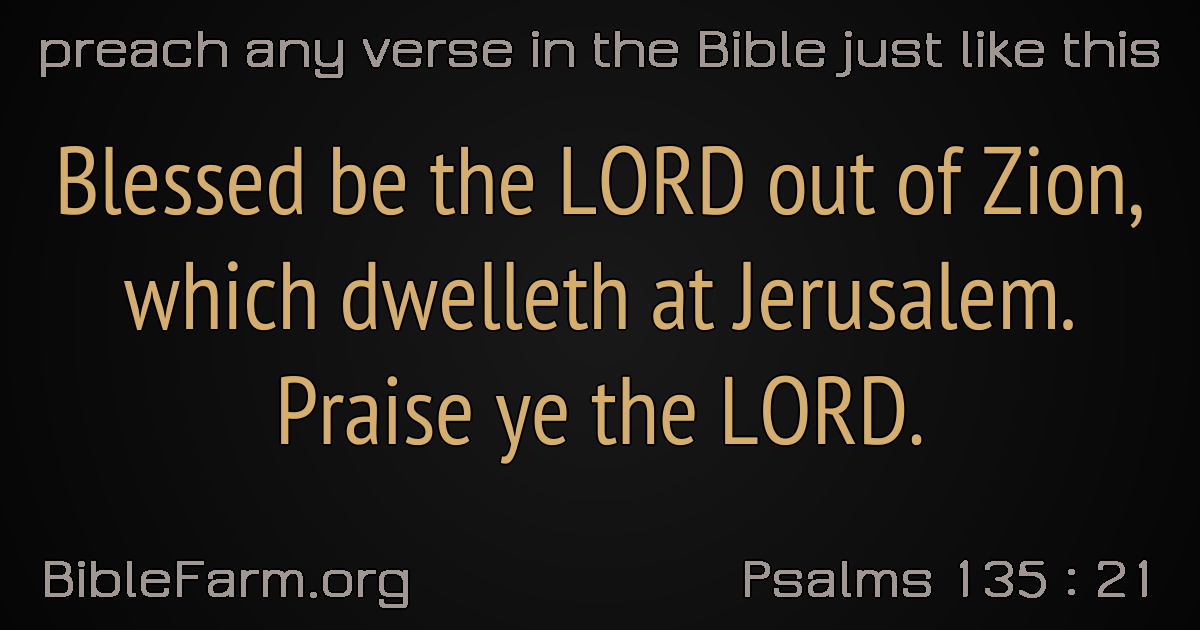 preach any verse in the Bible just like this
Blessed be the LORD out of Zion,
which dwelleth at Jerusalem.
Praise ye the LORD.
BibleFarm.org
Psalms 135 : 21